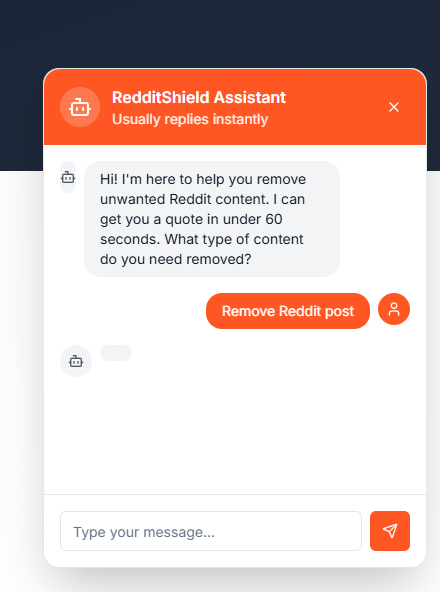 RedditShield Assistant
Usually replies instantly
Hi! I'm here to help you remove
unwanted Reddit content. I can
get you a quote in under 60
seconds. What type of content
do you need removed?
Remove Reddit post
Type your message...